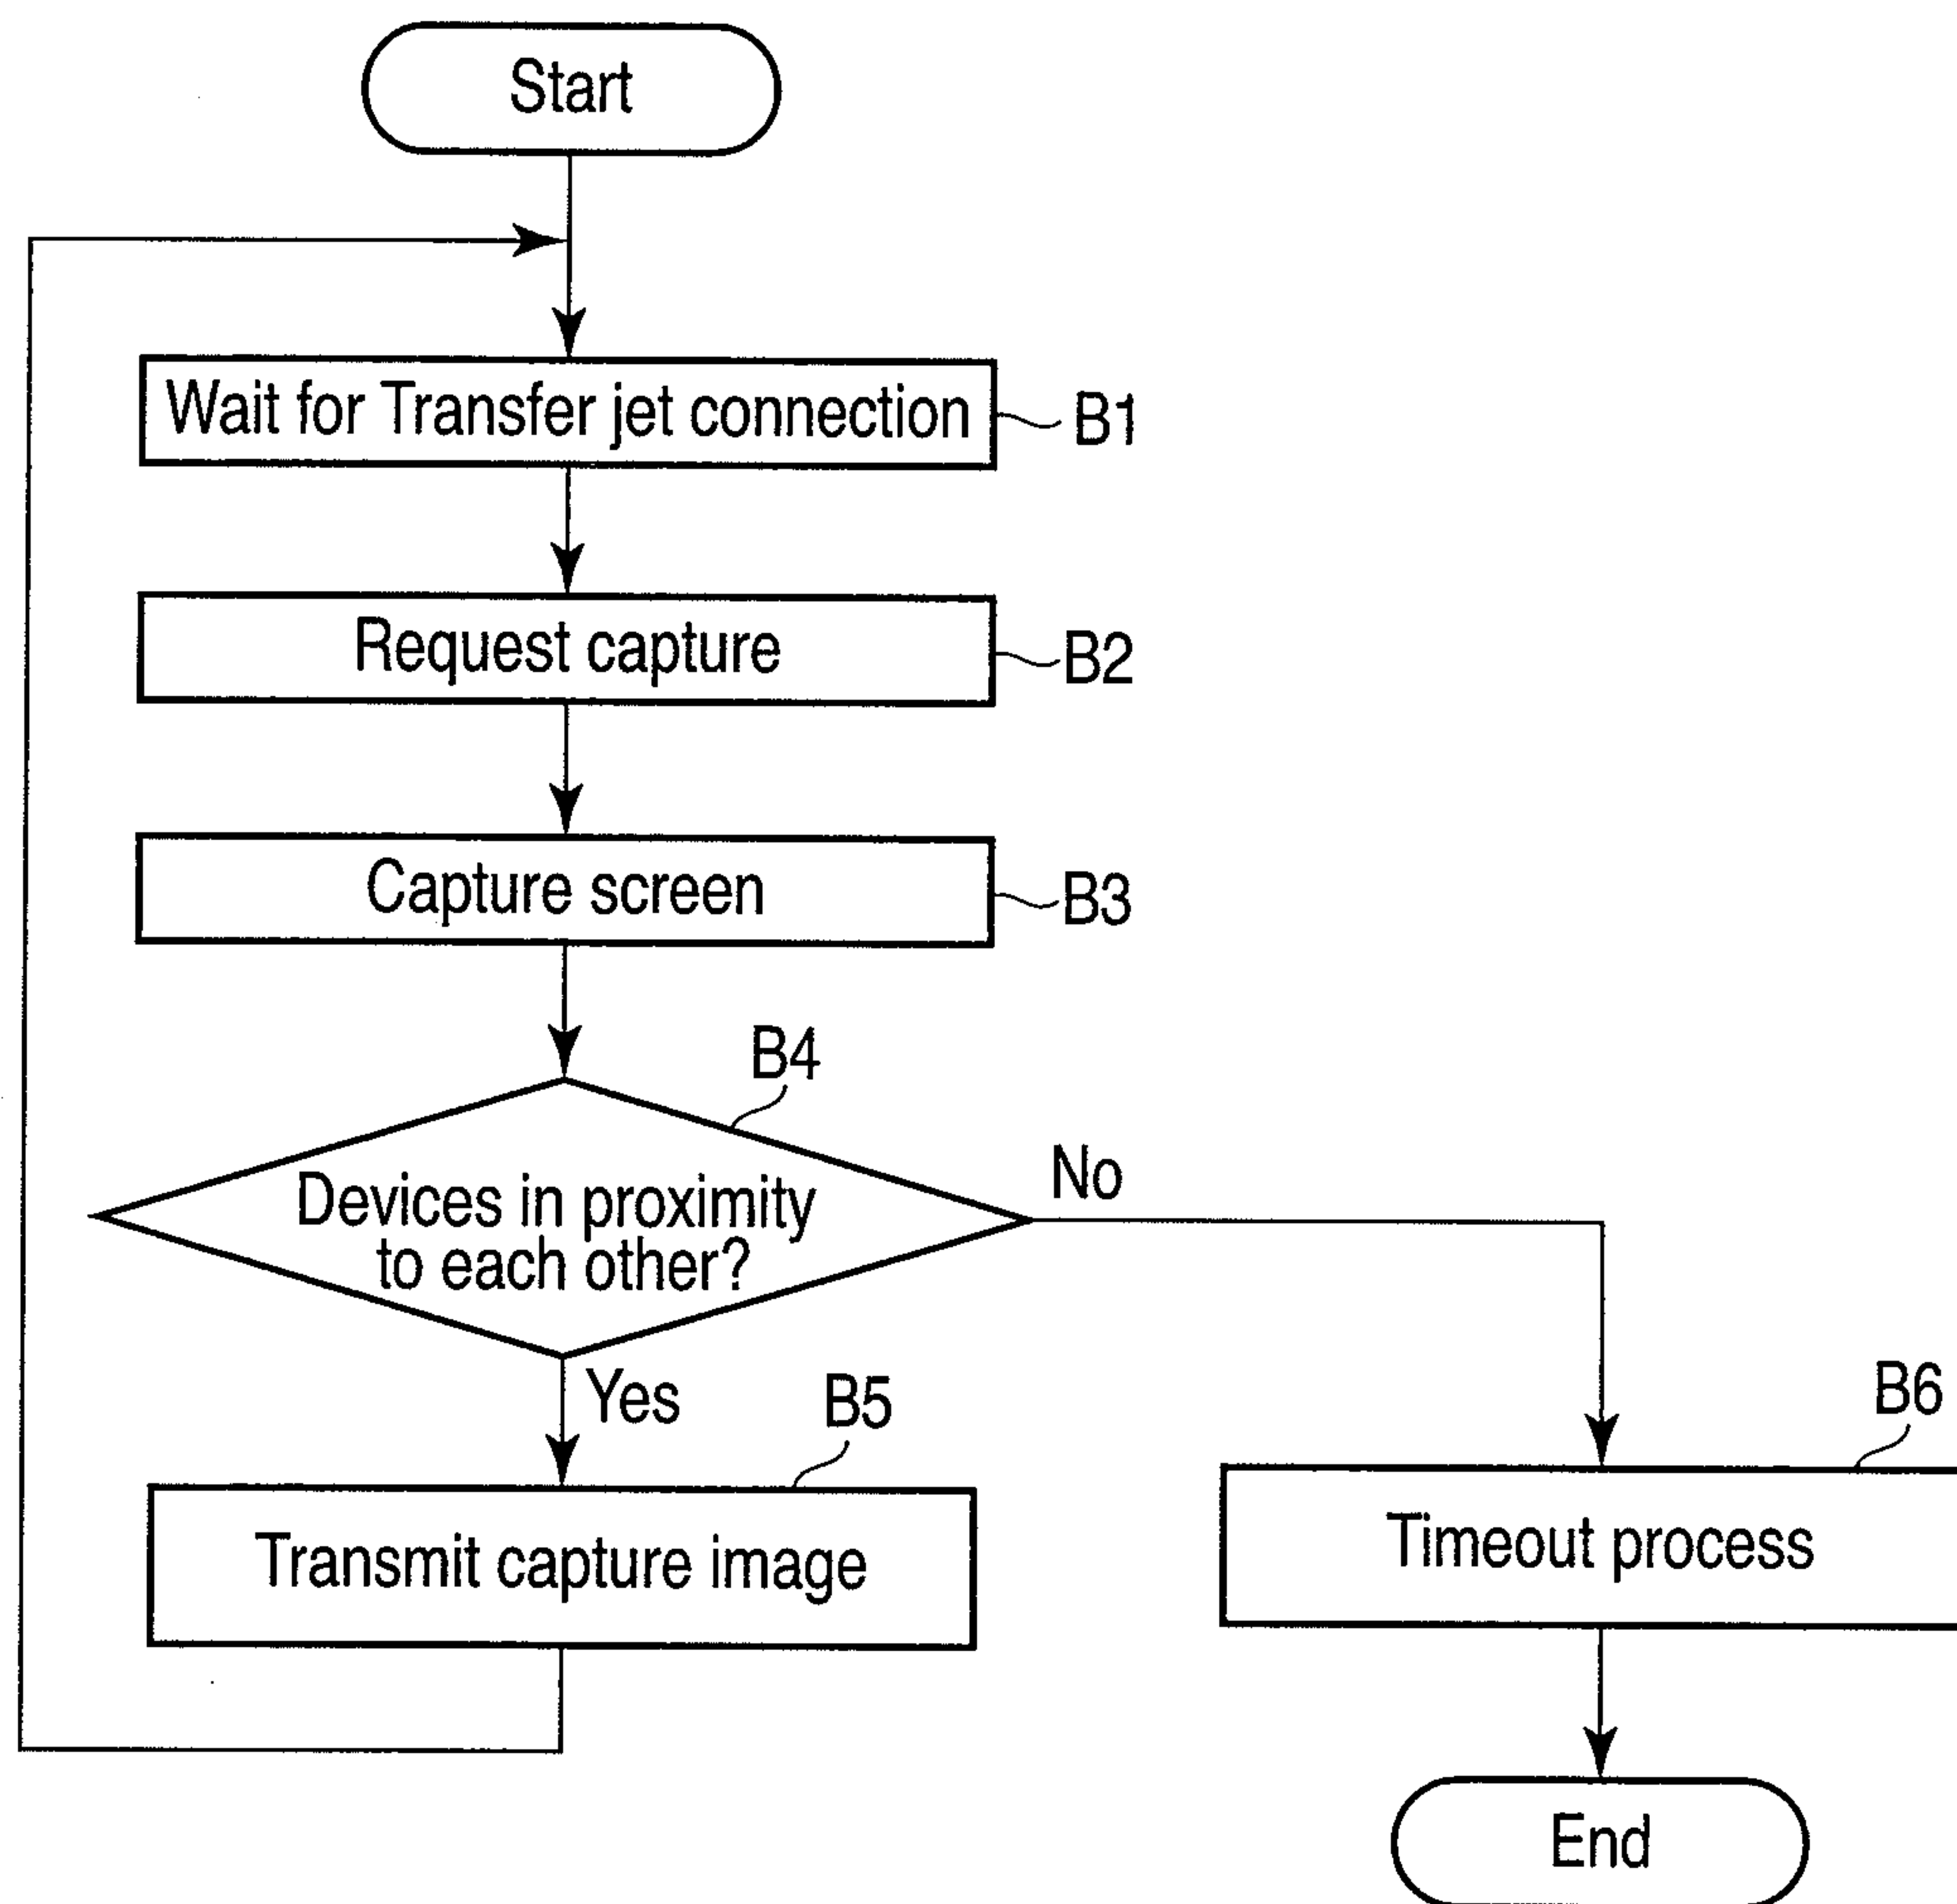 Start
Wait for Transfer jet connection
B1
Request capture
B2
Capture screen
B3
B4
Devices in proximity
to each other?
No
Yes
B5
Transmit capture image
B6
Timeout process
End